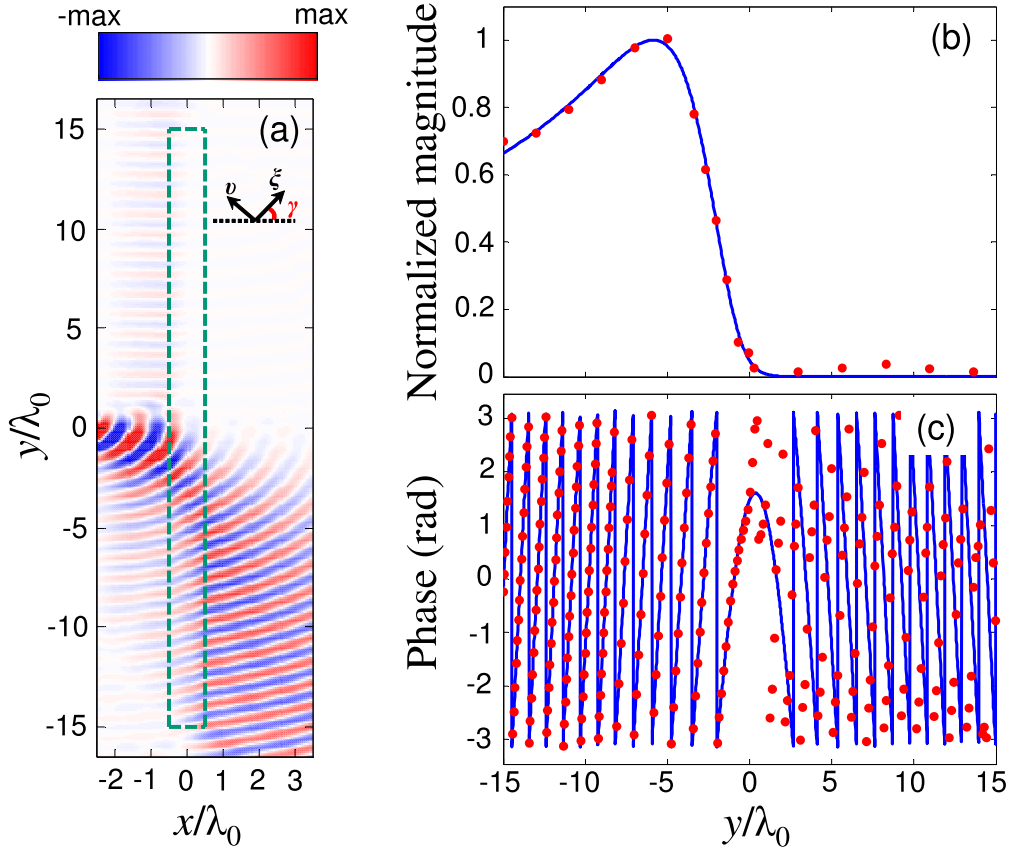 -max max
(a)
υ ξ γ
15
10
5
0
-5
-10
-15
y/λ0
-2 -1 0 1 2 3
x/λ0
(b)
Normalized magnitude
1
0.8
0.6
0.4
0.2
0
(c)
Phase (rad)
3
2
1
0
-1
-2
-3
-15 -10 -5 0 5 10 15
y/λ0